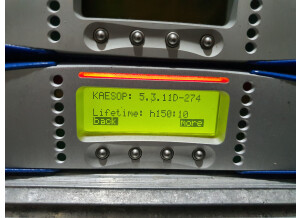 KAESOP: 5.3.11D-274
Lifetime: h150:10
back More